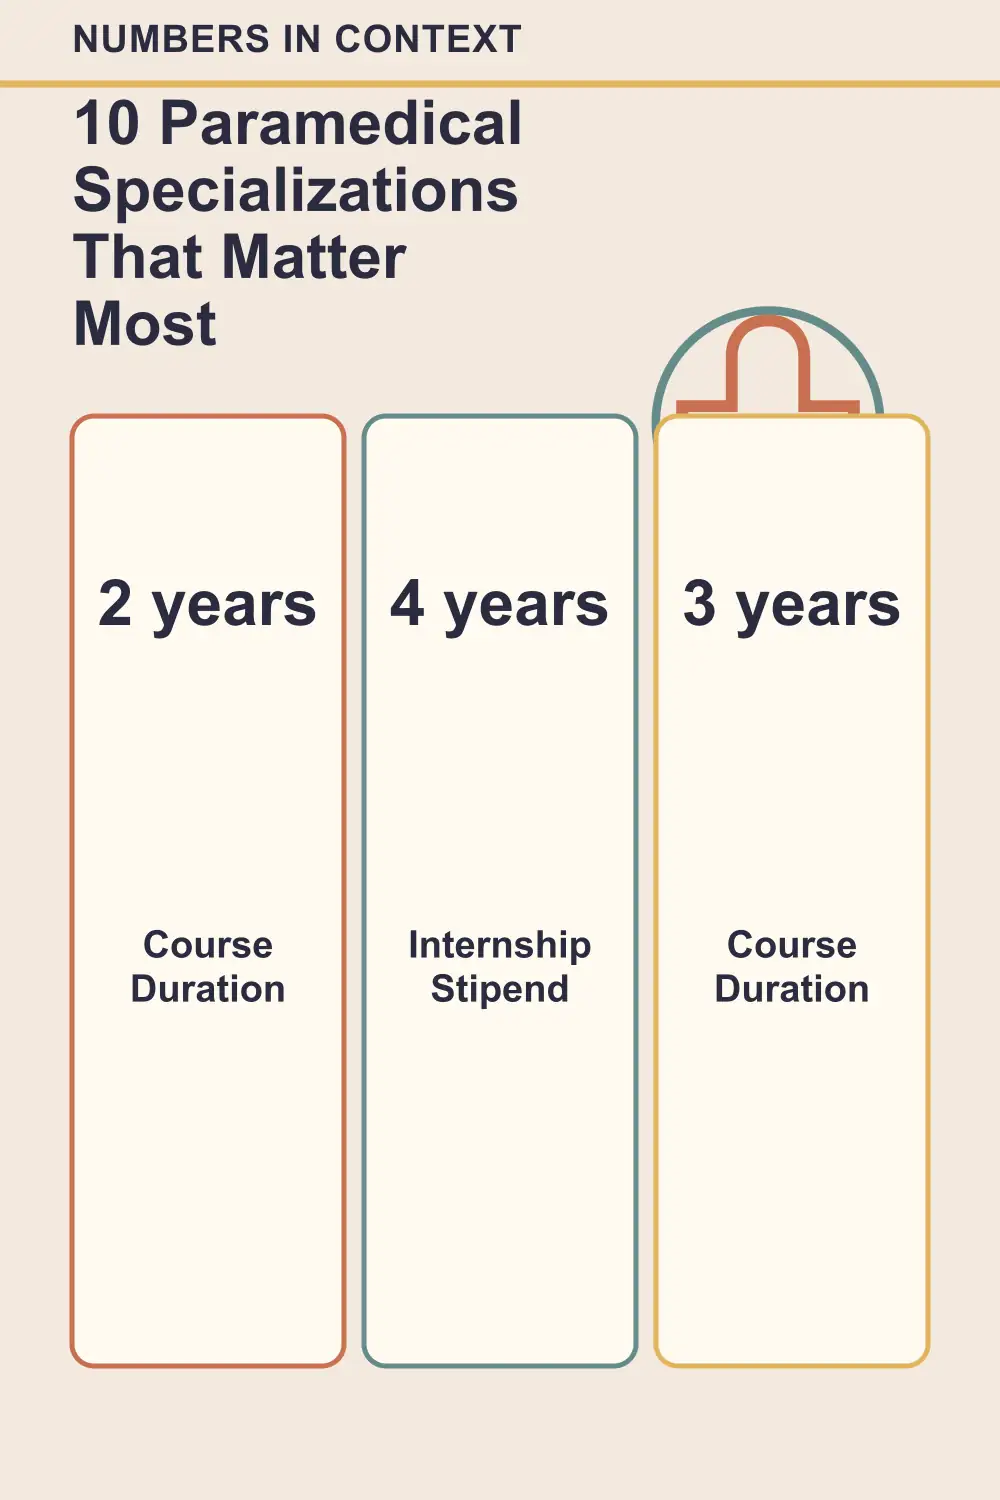 NUMBERS IN CONTEXT
10 Paramedical
Specializations
That Matter
Most
2 years
Course
Duration
4 years
Internship
Stipend
3 years
Course
Duration